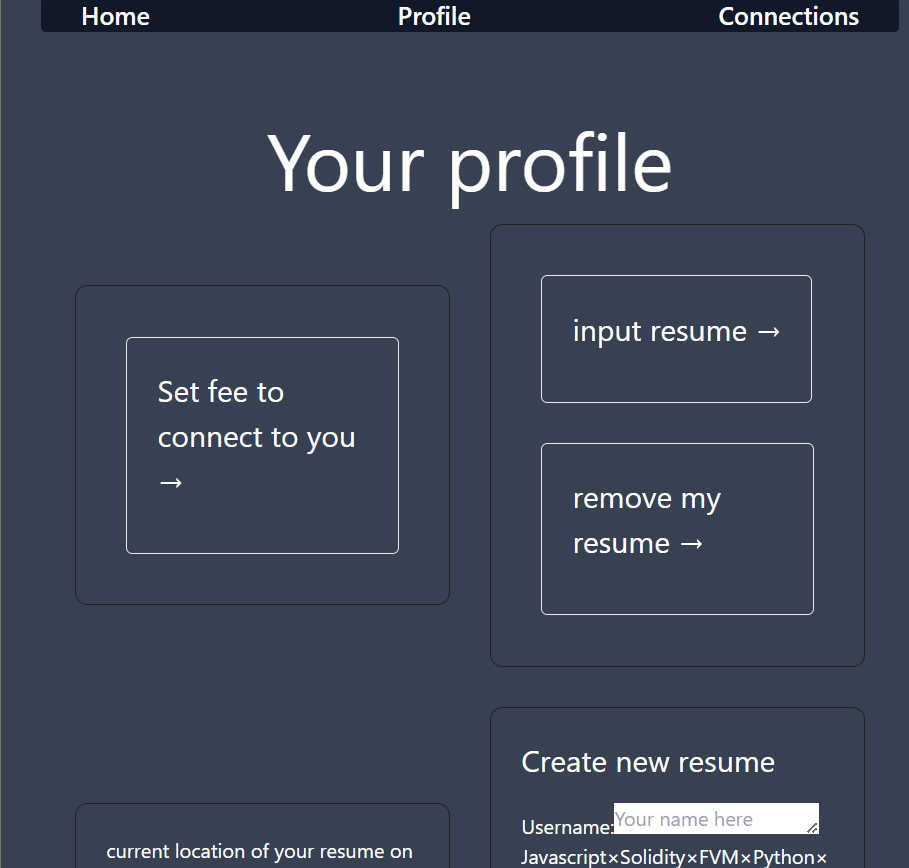 Home Profile Connections
Your profile
Set fee to
connect to you
→
input resume →
remove my
resume →
current location of your resume on
Create new resume
Username:Your name here
Javascript×Solidity×FVM×Python×